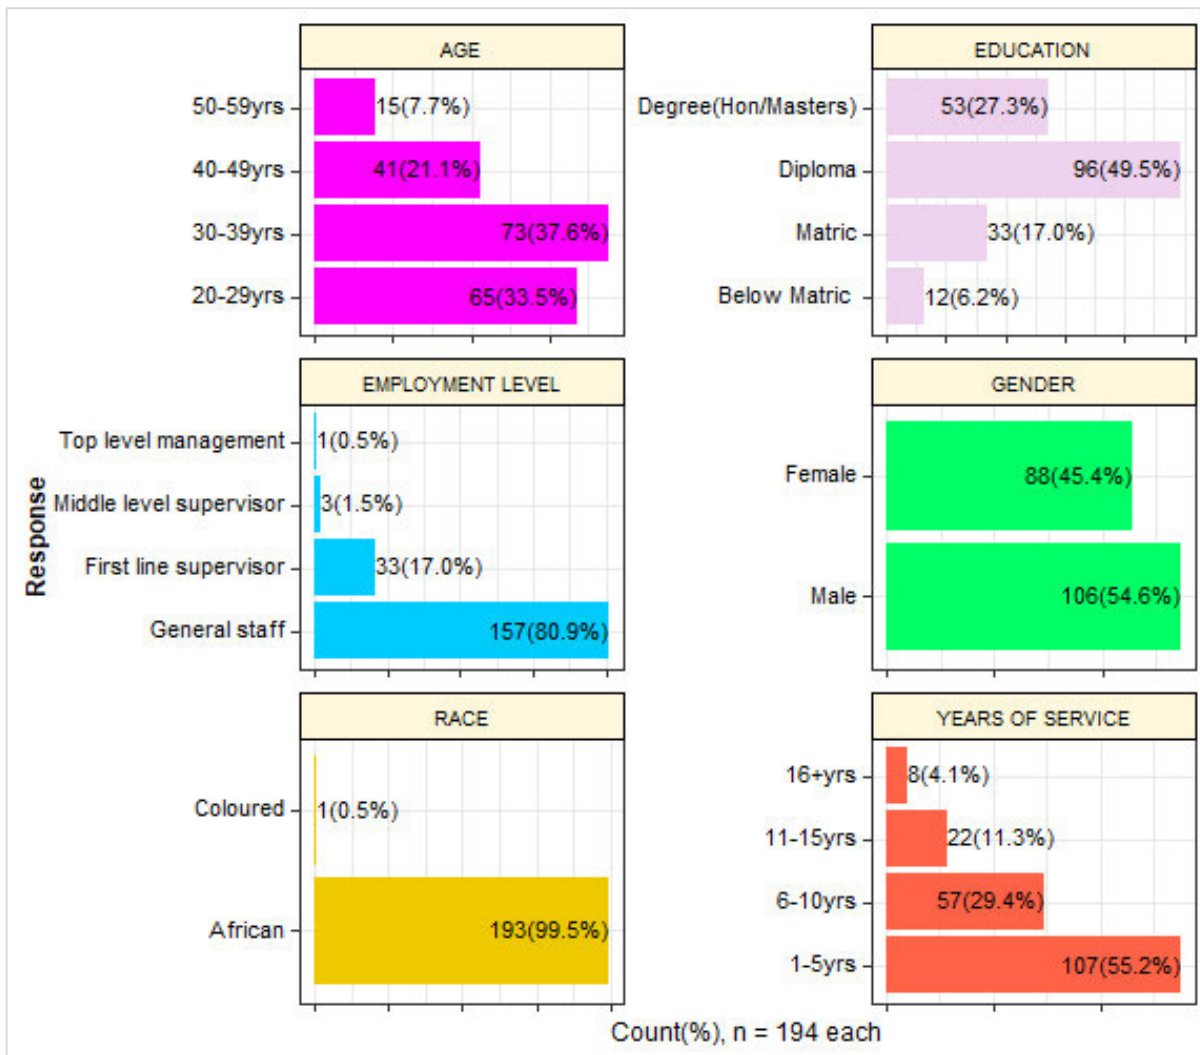 AGE
50-59yrs
15(7.7%)
40-49yrs
41(21.1%)
30-39yrs
73(37.6%)
20-29yrs
65(33.5%)
EDUCATION
Degree(Hon/Masters)
53(27.3%)
Diploma
96(49.5%)
Matric
33(17.0%)
Below Matric
12(6.2%)
Response
EMPLOYMENT LEVEL
Top level management
1(0.5%)
Middle level supervisor
3(1.5%)
First line supervisor
33(17.0%)
General staff
157(80.9%)
GENDER
Female
88(45.4%)
Male
106(54.6%)
RACE
Coloured
1(0.5%)
African
193(99.5%)
YEARS OF SERVICE
16+yrs
8(4.1%)
11-15yrs
22(11.3%)
6-10yrs
57(29.4%)
1-5yrs
107(55.2%)
Count(%), n = 194 each